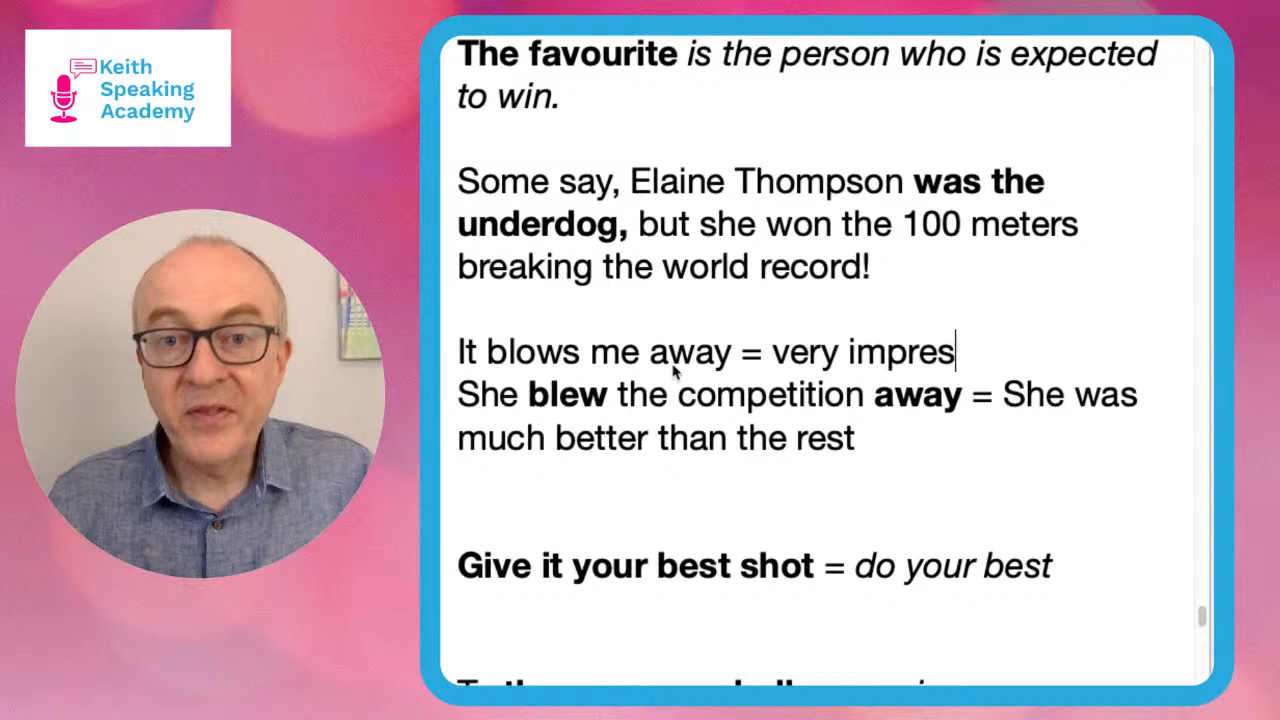 Keith
Speaking
Academy
The favourite is the person who is expected
to win.
Some say, Elaine Thompson was the
underdog, but she won the 100 meters
breaking the world record!
It blows me away = very impres
She blew the competition away = She was
much better than the rest
Give it your best shot = do your best